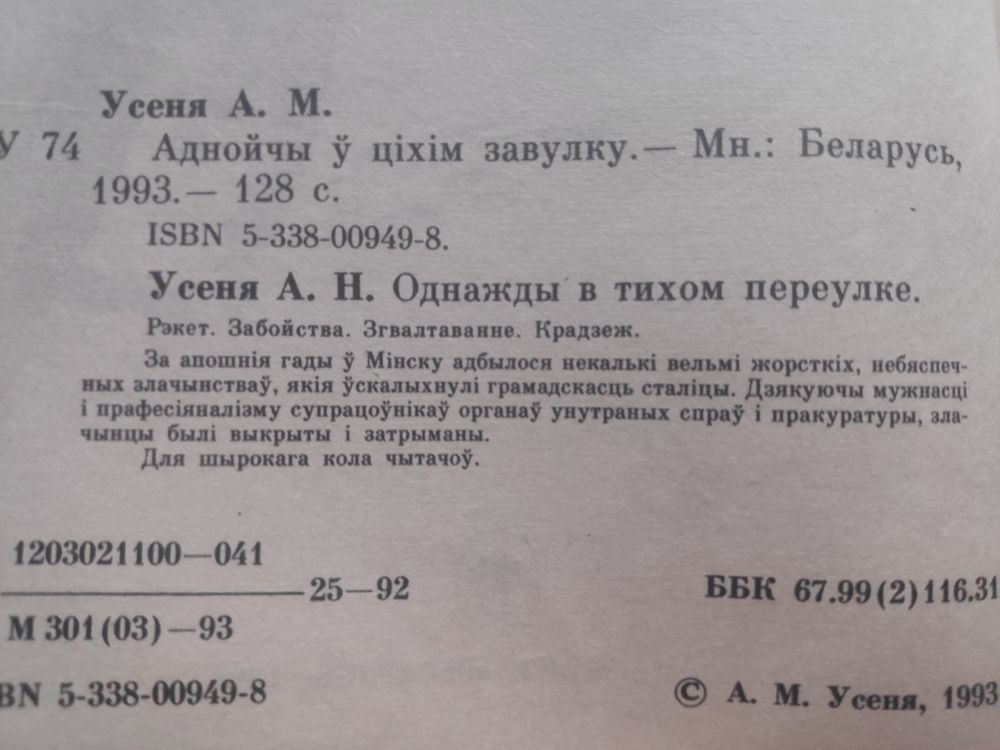 Усеня А. М.
У 74 Аднойчы ў ціхім завулку.— Мн.: Беларусь,
1993.— 128 с.
ISBN 5-338-00949-8.
Усеня А. Н. Однажды в тихом переулке.
Рэкет. Забойства. Згвалтаванне. Крадзеж.
За апошнія гады ў Мінску адбылося некалькі вельмі жорсткіх, небяспеч-
ных злачынстваў, якія ўскалыхнулі грамадскасць сталіцы. Дзякуючы мужнасці
і прафесіяналізму супрацоўнікаў органаў унутраных спраў і пракуратуры, зла-
чынцы былі выкрыты і затрыманы.
Для шырокага кола чытачоў.
1203021100—041
25—92
М 301(03)—93
ББК 67.99(2)116.31
BN 5-338-00949-8
© А. М. Усеня, 1993